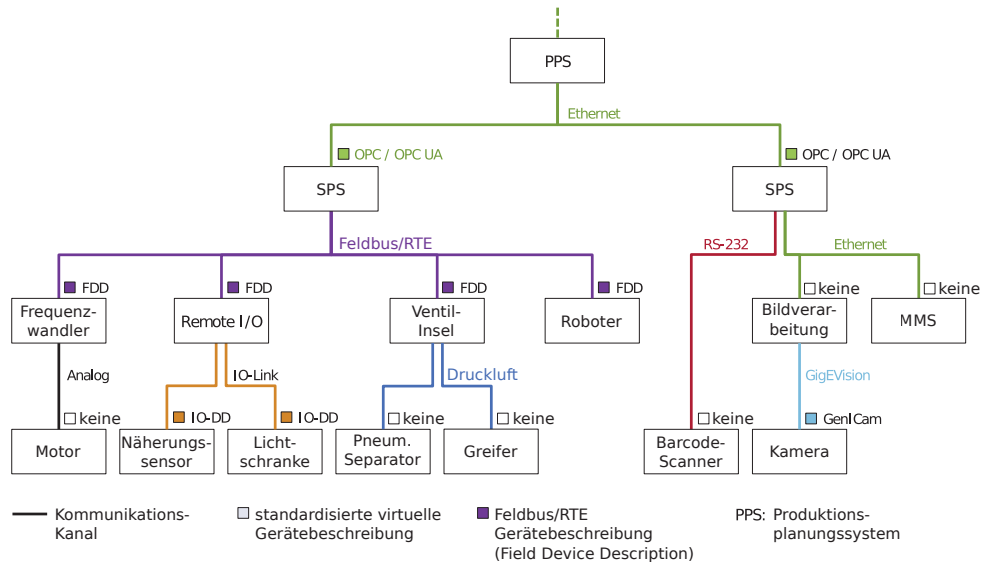 PPS
Ethernet
OPC / OPC UA
OPC / OPC UA
SPS
SPS
Feldbus/RTE
RS-232
Ethernet
FDD
FDD
FDD
FDD
keine
keine
Frequenz-
wandler
Remote I/O
Ventil-
Insel
Roboter
Bildverar-
beitung
MMS
Analog
IO-Link
Druckluft
GigEVision
keine
IO-DD
IO-DD
keine
keine
keine
GenICam
Motor
Näherungs-
sensor
Licht-
schranke
Pneum.
Separator
Greifer
Barcode-
Scanner
Kamera
Kommunikations-
Kanal
standardisierte virtuelle
Gerätebeschreibung
Feldbus/RTE
Gerätebeschreibung
(Field Device Description)
PPS: Produktions-
planungssystem